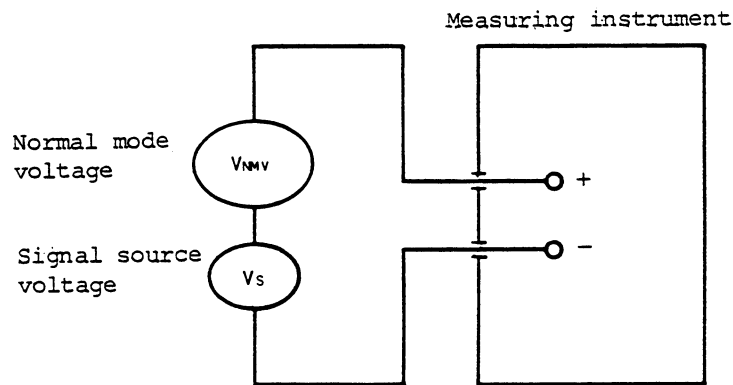 Measuring instrument
Normal mode
voltage
VNMV
+
Signal source
voltage
−
VS